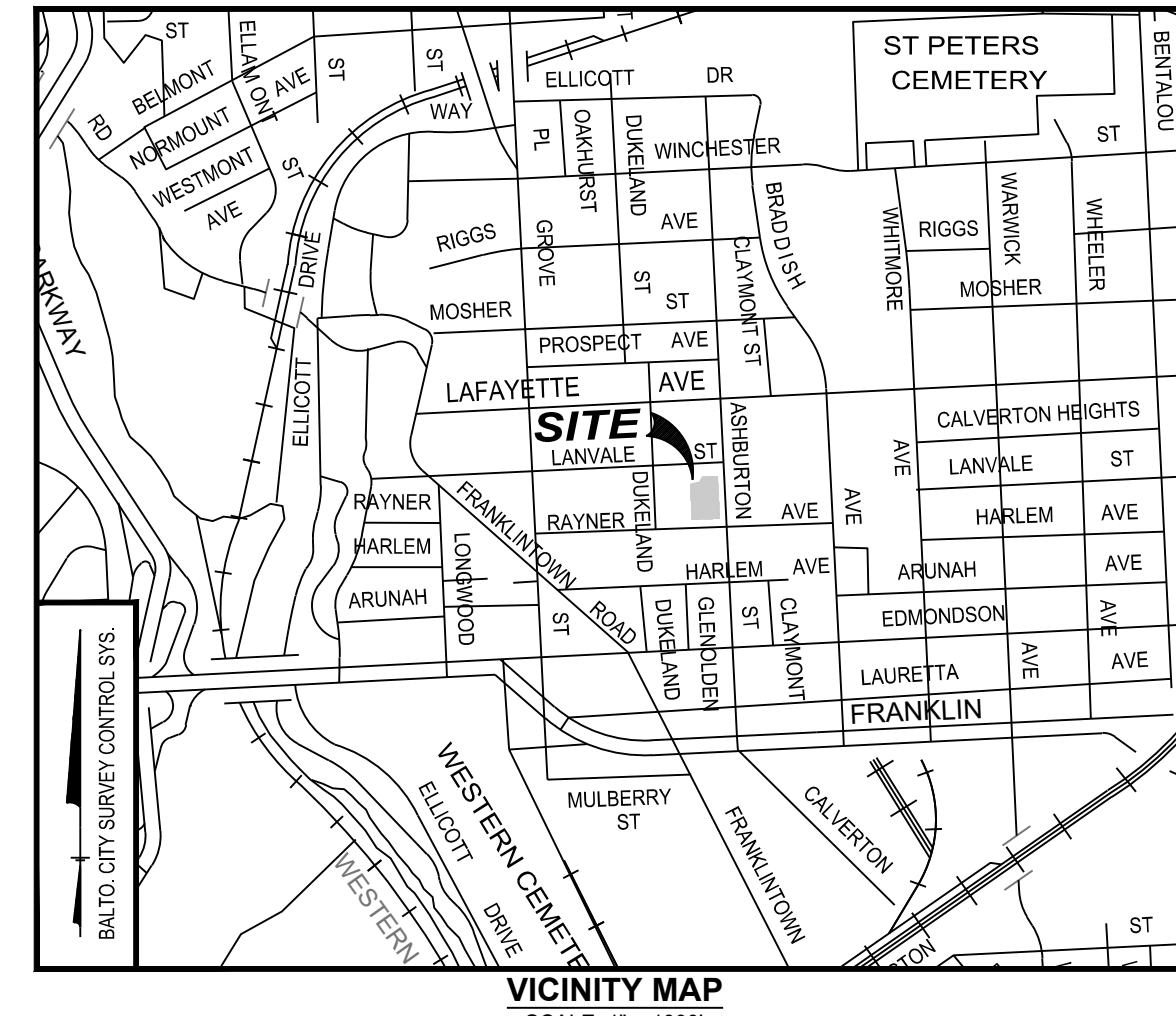 ST
ELLAMONT
ST
ST
BELMONT
AVE
RD
NORMOUNT
WESTMONT
AVE
ST
WAY
ELLICOTT
DR
ST PETERS
CEMETERY
BENTALOU
PL
OAKHURST
DUKELAND
WINCHESTER
ST
RIGGS
GROVE
AVE
BRADDISH
WHITMORE
RIGGS
WARWICK
WHEELER
DRIVE
ST
ST
CLAYMONT ST
MOSHER
MOSHER
ARKWAY
PROSPECT
AVE
ELLICOTT
LAFAYETTE
AVE
CALVERTON HEIGHTS
SITE
LANVALE
ST
ASHBURTON
AVE
LANVALE
ST
RAYNER
FRANKLINTOWN
RAYNER
DUKELAND
AVE
AVE
HARLEM
AVE
HARLEM
LONGWOOD
HARLEM
AVE
ARUNAH
AVE
ARUNAH
ST
ROAD
DUKELAND
GLENOLDEN
ST
CLAYMONT
EDMONDSON
AVE
LAURETTA
AVE
AVE
FRANKLIN
MULBERRY
ST
CALVERTON
FRANKLINTOWN
WESTERN CEMETE
ELLICOTT
DRIVE
WESTERN
STON
ST
BALTO. CITY SURVEY CONTROL SYS.
VICINITY MAP